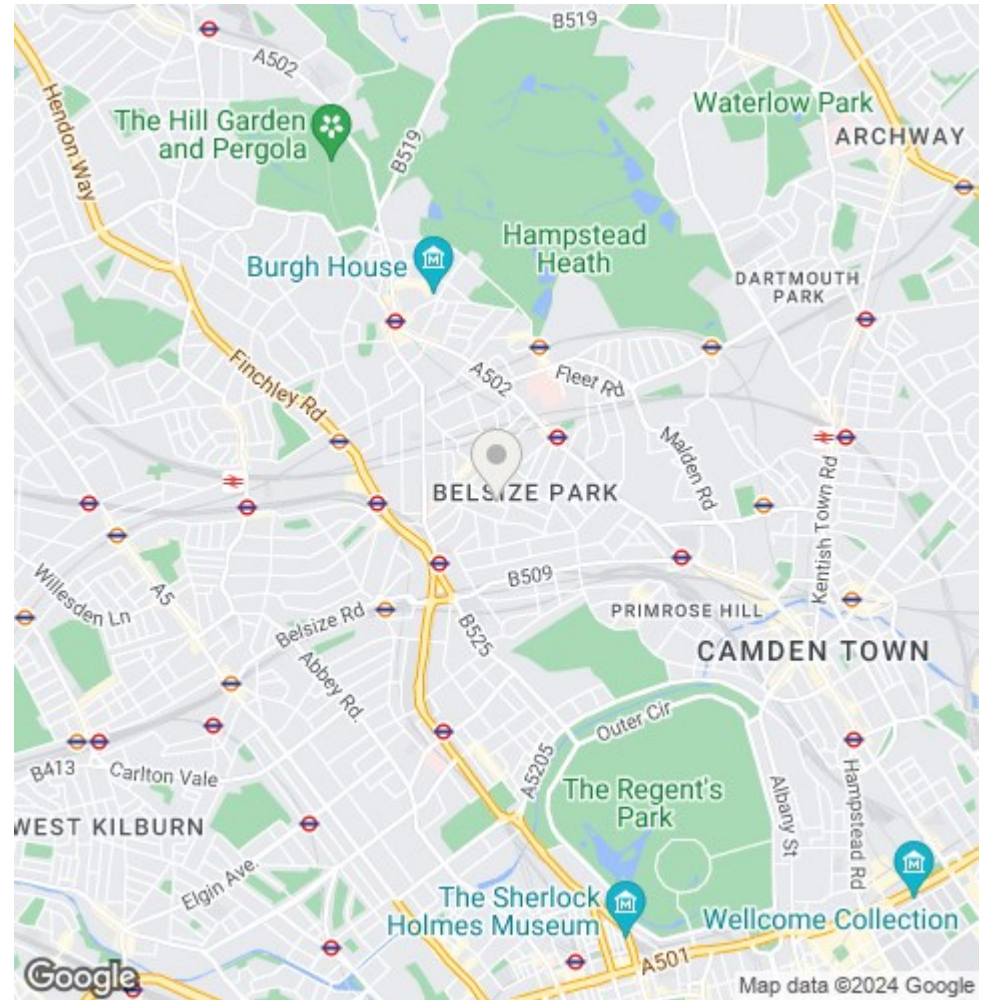 B519
A502
Waterlow Park
The Hill Garden
and Pergola
ARCHWAY
Hendon Way
B519
Hampstead
Heath
Burgh House
DARTMOUTH
PARK
A502
Fleet Rd
Finchley Rd
Malden Rd
BELSIZE PARK
Kentish Town Rd
Willesden Ln
A5
B509
PRIMROSE HILL
Belsize Rd
B525
CAMDEN TOWN
Abbey Rd.
Outer Cir
B413
Carlton Vale
A5205
The Regent's
Park
Albany St
Hampstead Rd
WEST KILBURN
Elgin Ave.
The Sherlock
Holmes Museum
Wellcome Collection
A501
Google
Map data ©2024 Google